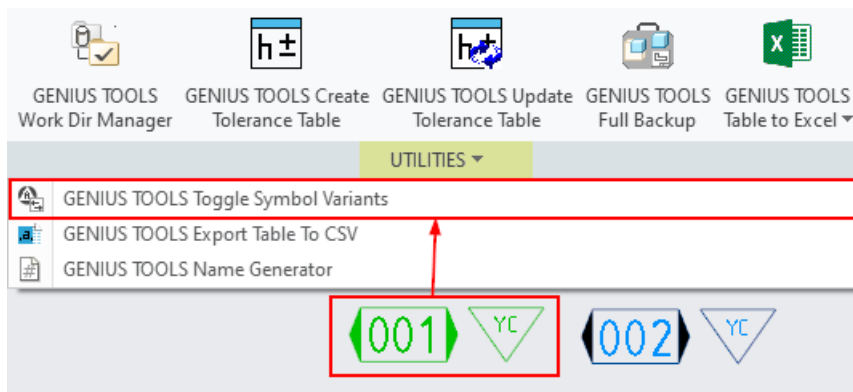 h±
h±
x
GENIUS TOOLS
Work Dir Manager
GENIUS TOOLS Create
Tolerance Table
GENIUS TOOLS Update
Tolerance Table
GENIUS TOOLS
Full Backup
GENIUS TOOLS
Table to Excel
UTILITIES
GENIUS TOOLS Toggle Symbol Variants
a,
GENIUS TOOLS Export Table To CSV
#
GENIUS TOOLS Name Generator
001 YC 002 YC